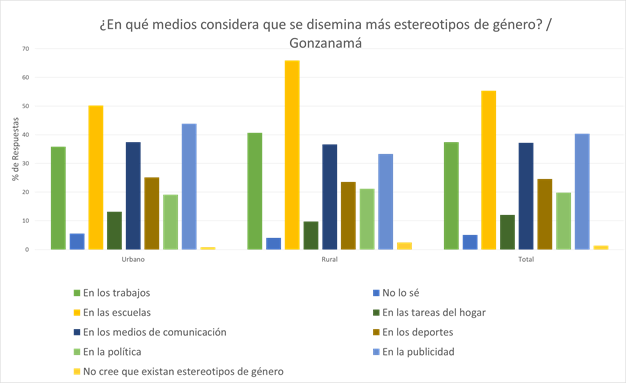 ¿En qué medios considera que se disemina más estereotipos de género? /
Gonzanamá
70
60
50
40
30
20
10
0
% de Respuestas
Urbano Rural Total
En los trabajos No lo sé
En las escuelas En las tareas del hogar
En los medios de comunicación En los deportes
En la política En la publicidad
No cree que existan estereotipos de género